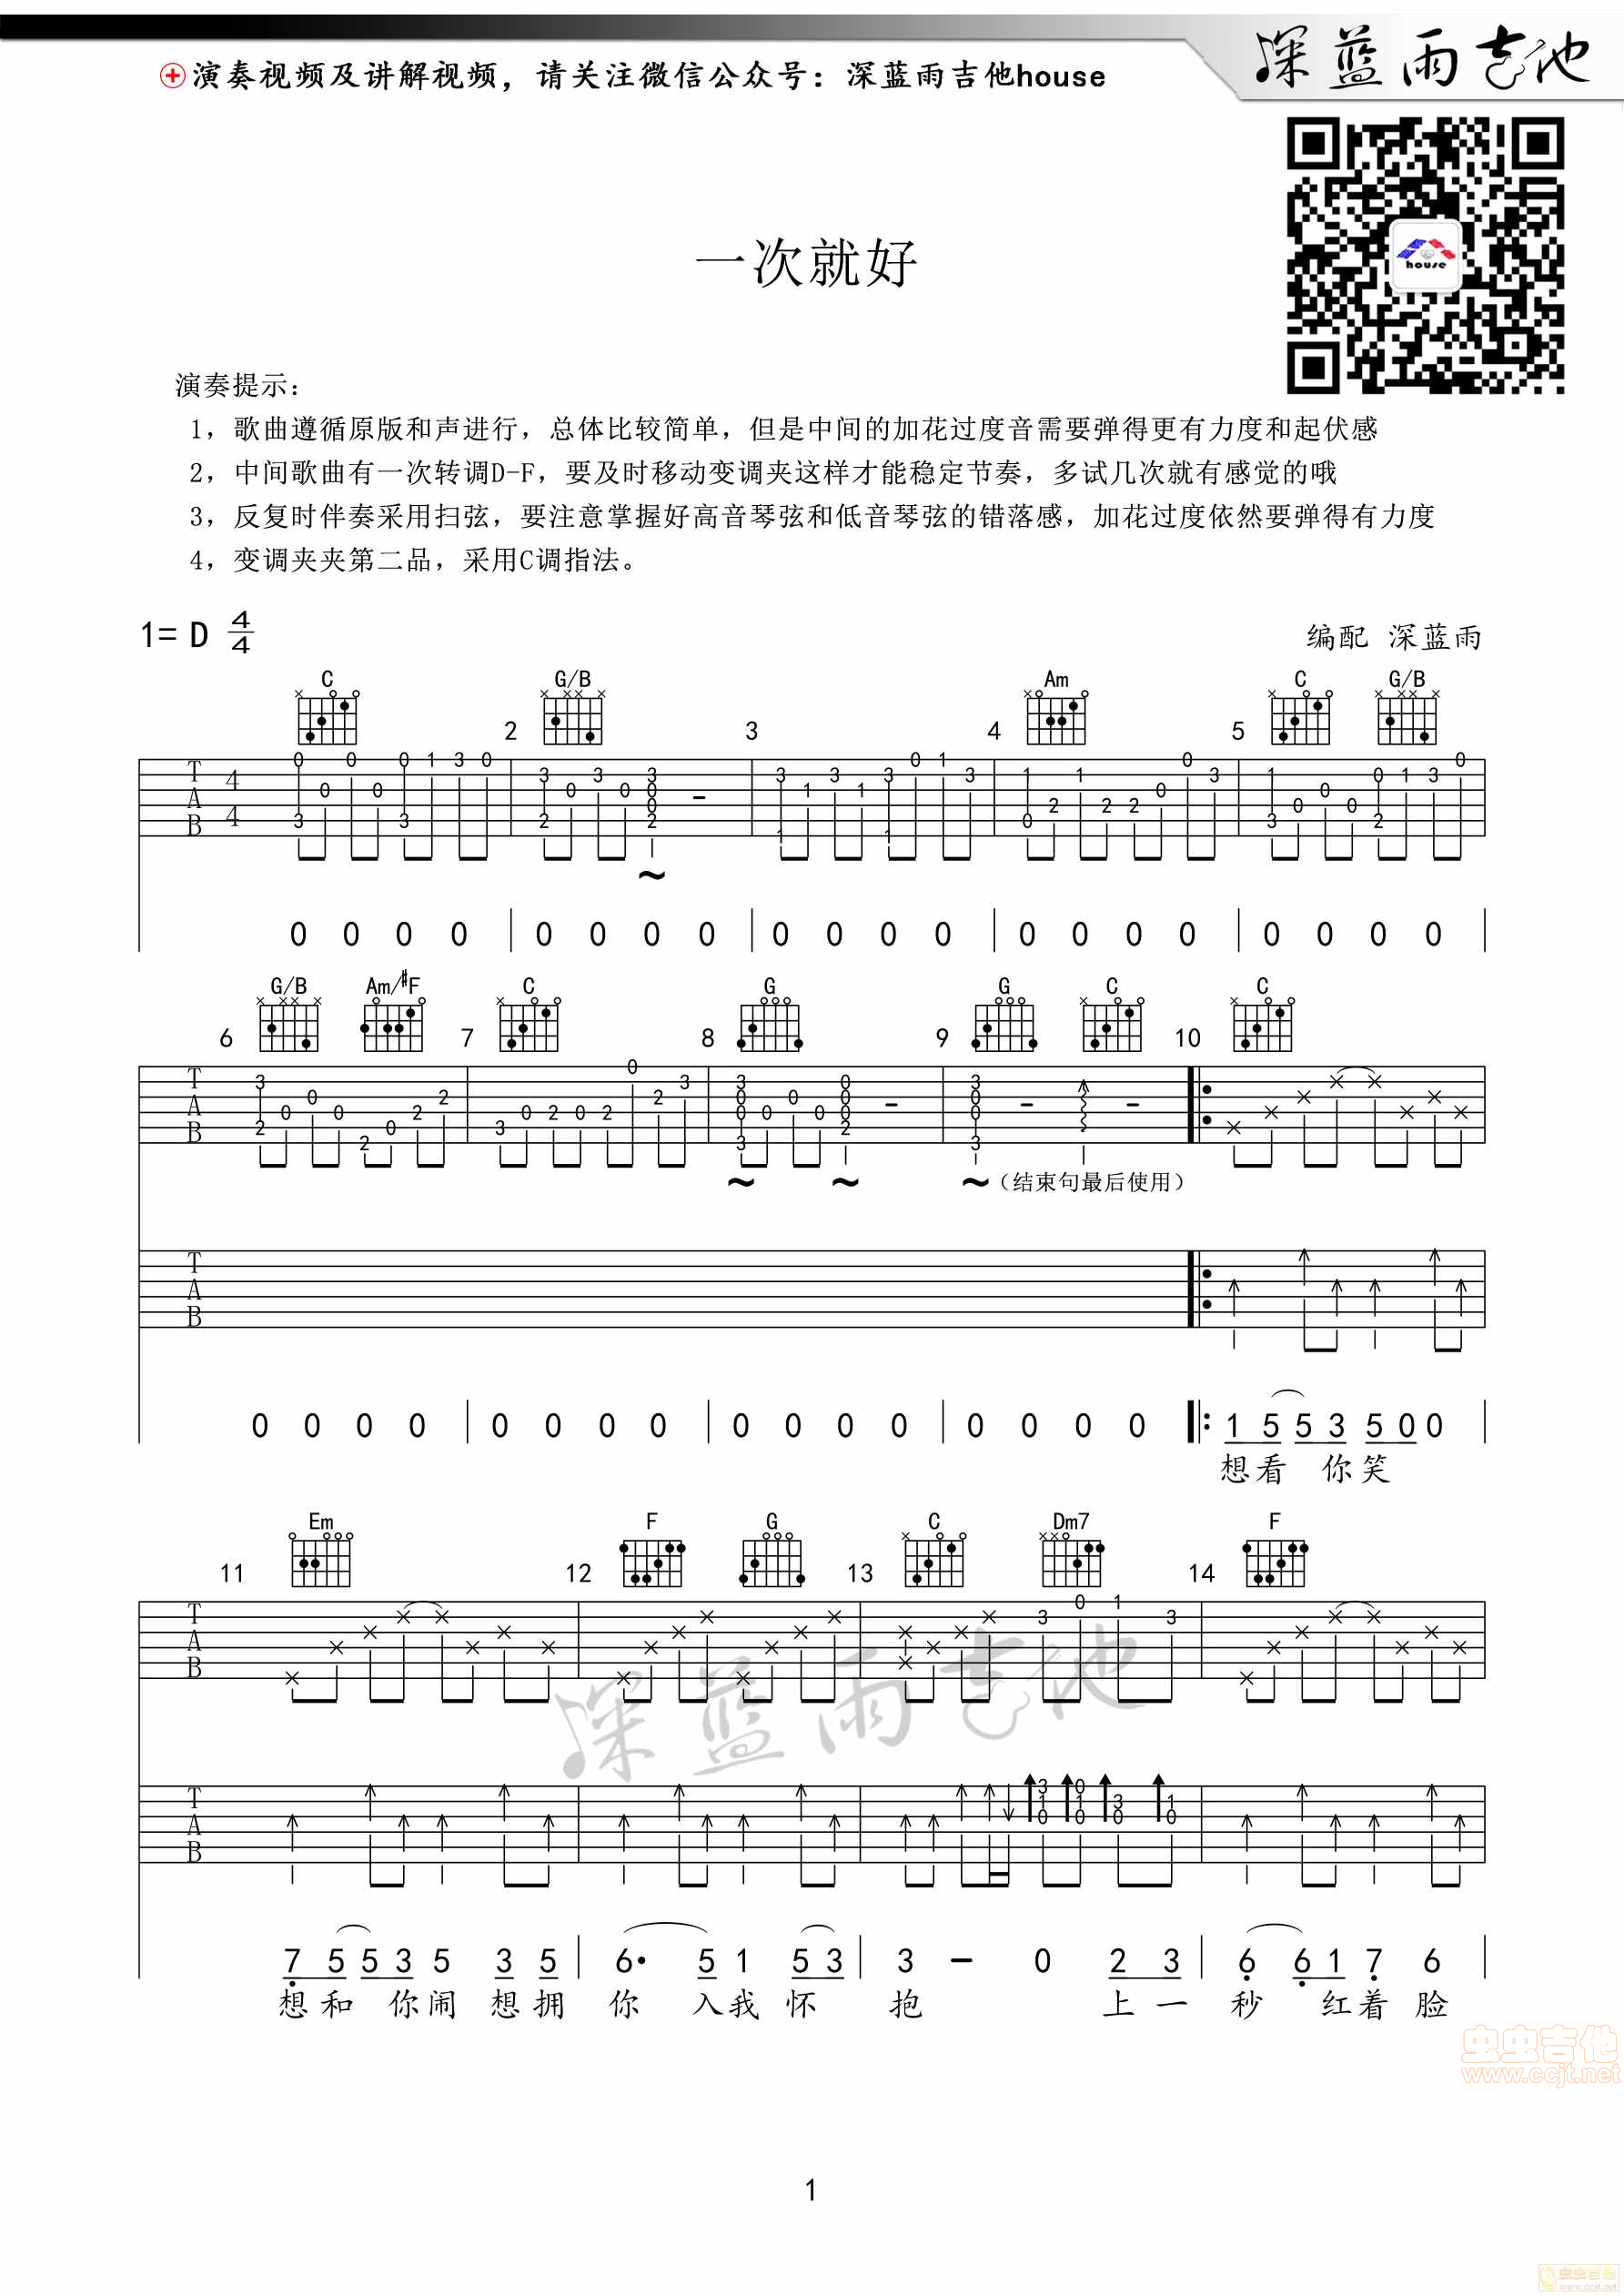 深蓝雨吉他
演奏视频及讲解视频，请关注微信公众号：深蓝雨吉他house
house
一次就好
演奏提示：
1，歌曲遵循原版和声进行，总体比较简单，但是中间的加花过度音需要弹得更有力度和起伏感
2，中间歌曲有一次转调D-F，要及时移动变调夹这样才能稳定节奏，多试几次就有感觉的哦
3，反复时伴奏采用扫弦，要注意掌握好高音琴弦和低音琴弦的错落感，加花过度依然要弹得有力度
4，变调夹夹第二品，采用C调指法。
1= D 4/4
编配 深蓝雨
C 2 G/B 3 4 Am 5 C G/B
T A B 4 4
0 0 0 0 0 0 0 0 0 0 0 0 0 0 0 0 0 0 0 0
6 G/B Am/#F 7 C 8 G 9 G C 10 C
T A B
（结束句最后使用）
T A B
0 0 0 0 0 0 0 0 0 0 0 0 0 0 0 0 1 5 5 3 5 0 0
想看 你笑
11 Em 12 F G 13 C Dm7 14 F
T A B
深蓝雨吉他
T A B
7 5 5 3 5 3 5 6· 5 1 5 3 3 - 0 2 3 6 6 1 7 6
想和 你闹 想拥 你 入我 怀 抱 上一 秒 红着 脸
虫虫吉他
www.ccjt.net
1
虫虫吉他